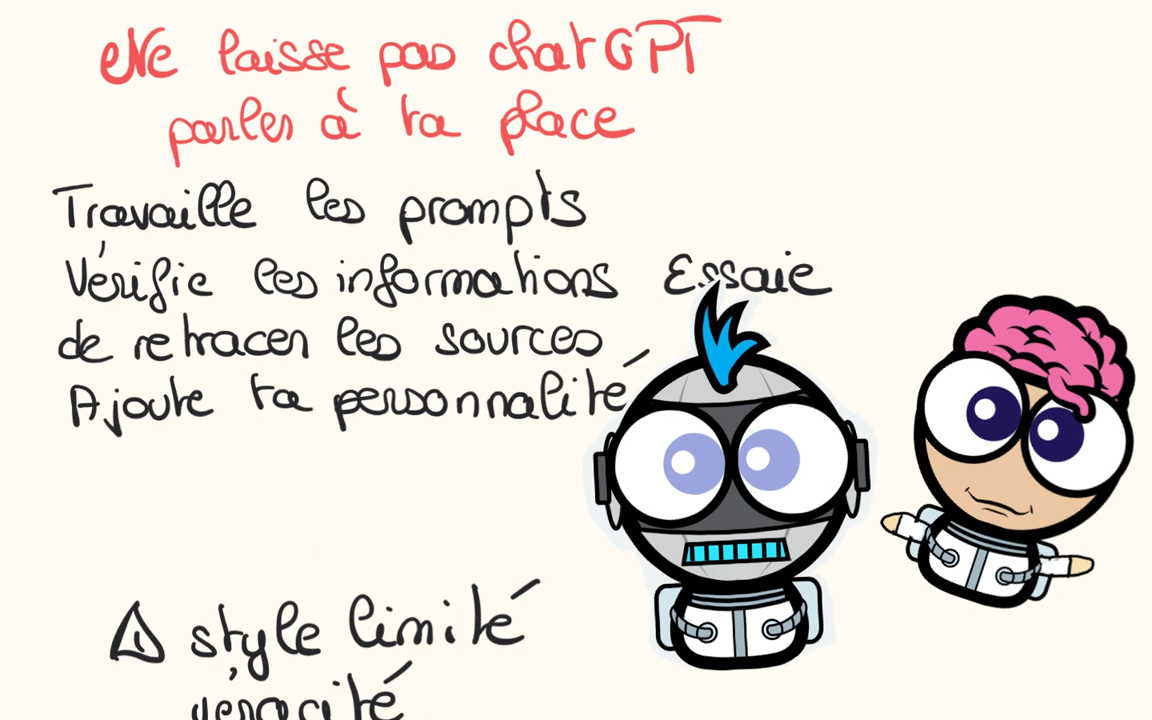 Ne laisse pas chatGPT
parler à ta place
Travaille les prompts
Vérifie les informations Essaie
de retracer les sources
Ajoute ta personnalité
⚠ style limité
véracité